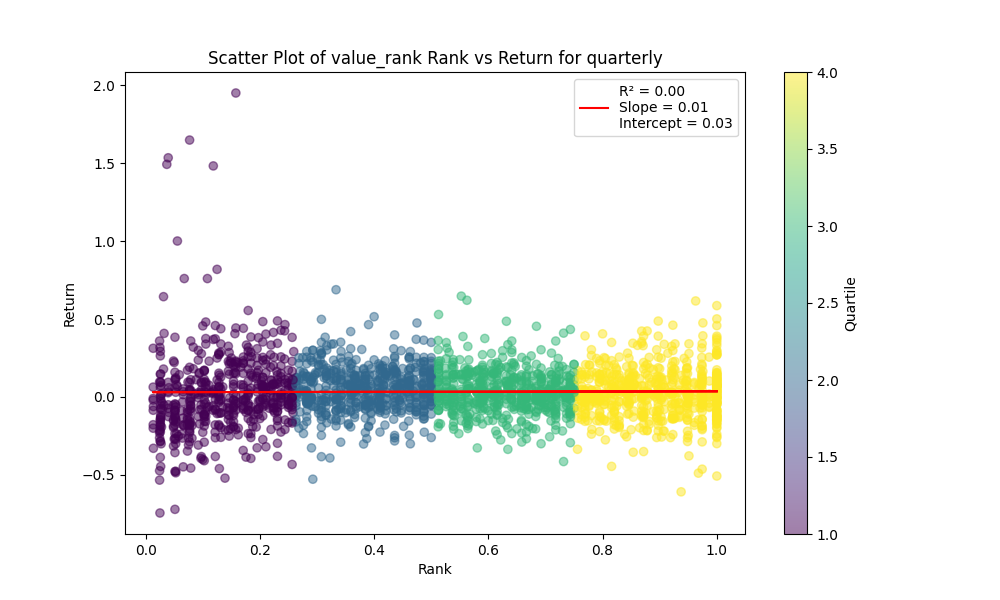 Scatter Plot of value_rank Rank vs Return for quarterly
R² = 0.00
Slope = 0.01
Intercept = 0.03
Return
2.0
1.5
1.0
0.5
0.0
−0.5
0.0 0.2 0.4 0.6 0.8 1.0
Rank
4.0
3.5
3.0
2.5
2.0
1.5
1.0
Quartile